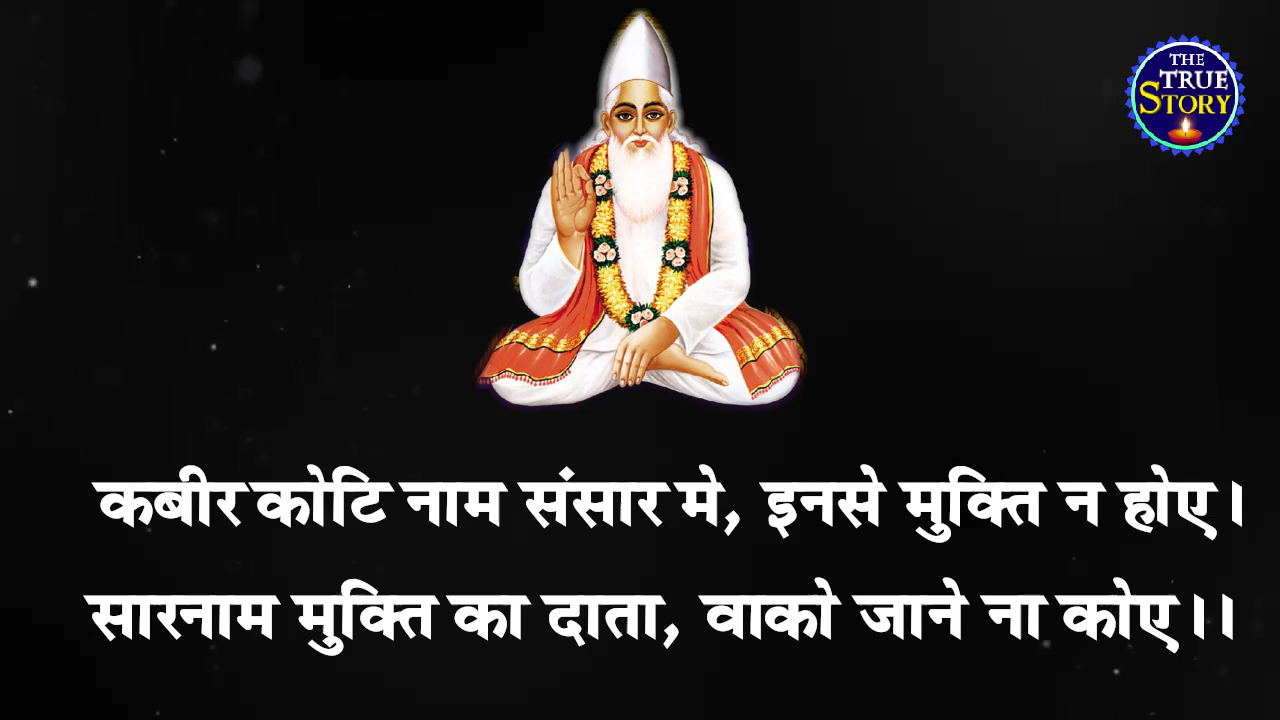 THE
TRUE
STORY
कबीर कोटि नाम संसार मे, इनसे मुक्ति न होए।
सारनाम मुक्ति का दाता, वाको जाने ना कोए।।